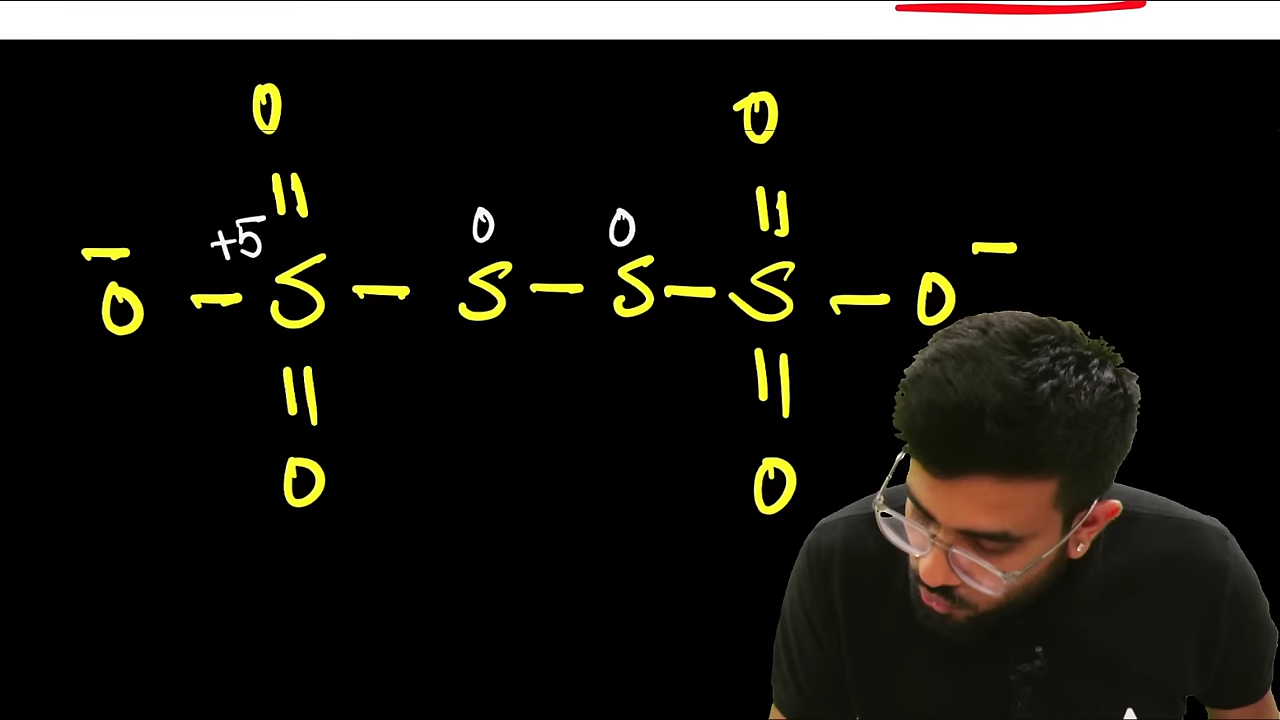 O O
+5 0 0
‾ ‾
O – S – S – S – S – O
|| ||
O O